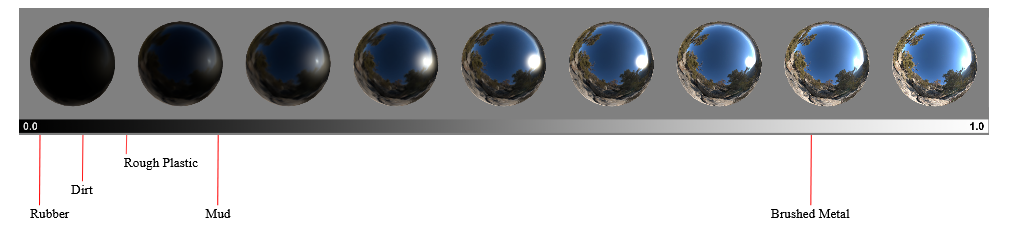 0.0 1.0
Rough Plastic
Dirt
Rubber Mud Brushed Metal